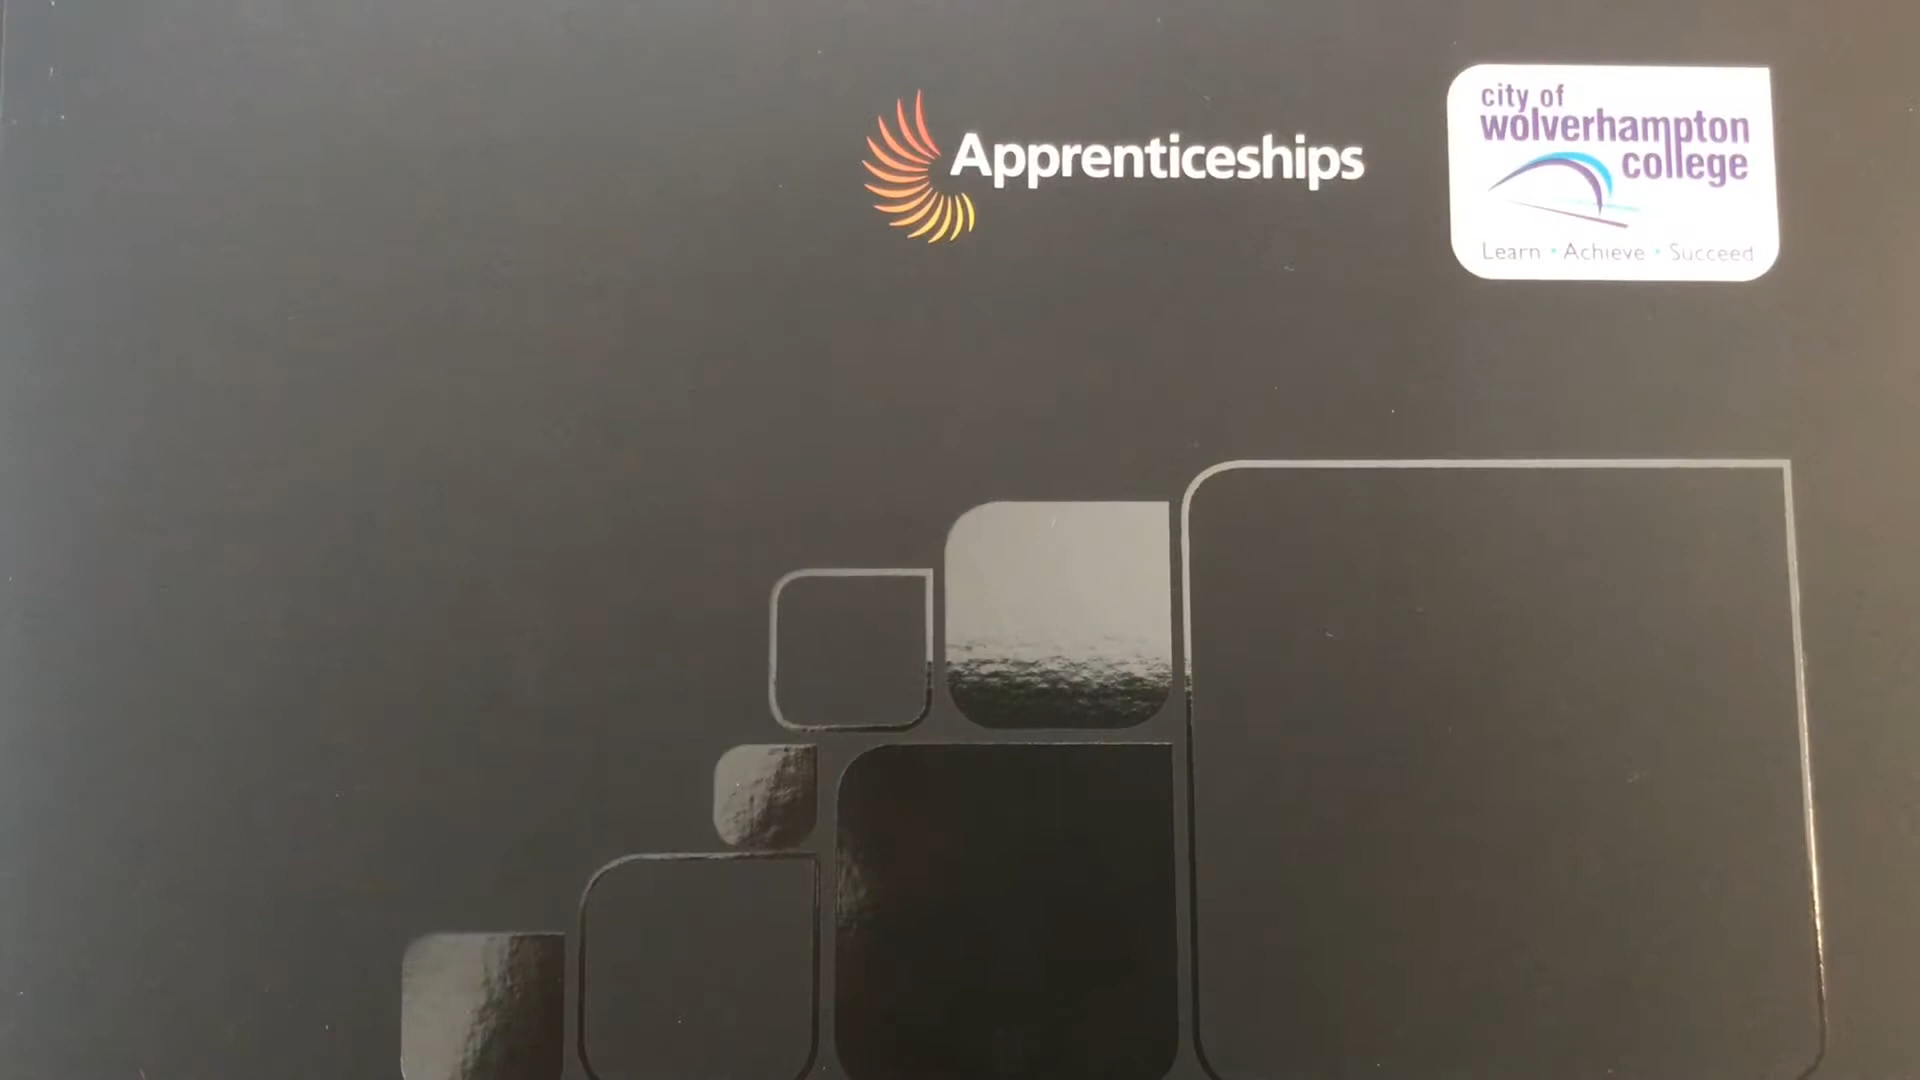 Apprenticeships
city of
wolverhampton
college
Learn • Achieve • Succeed